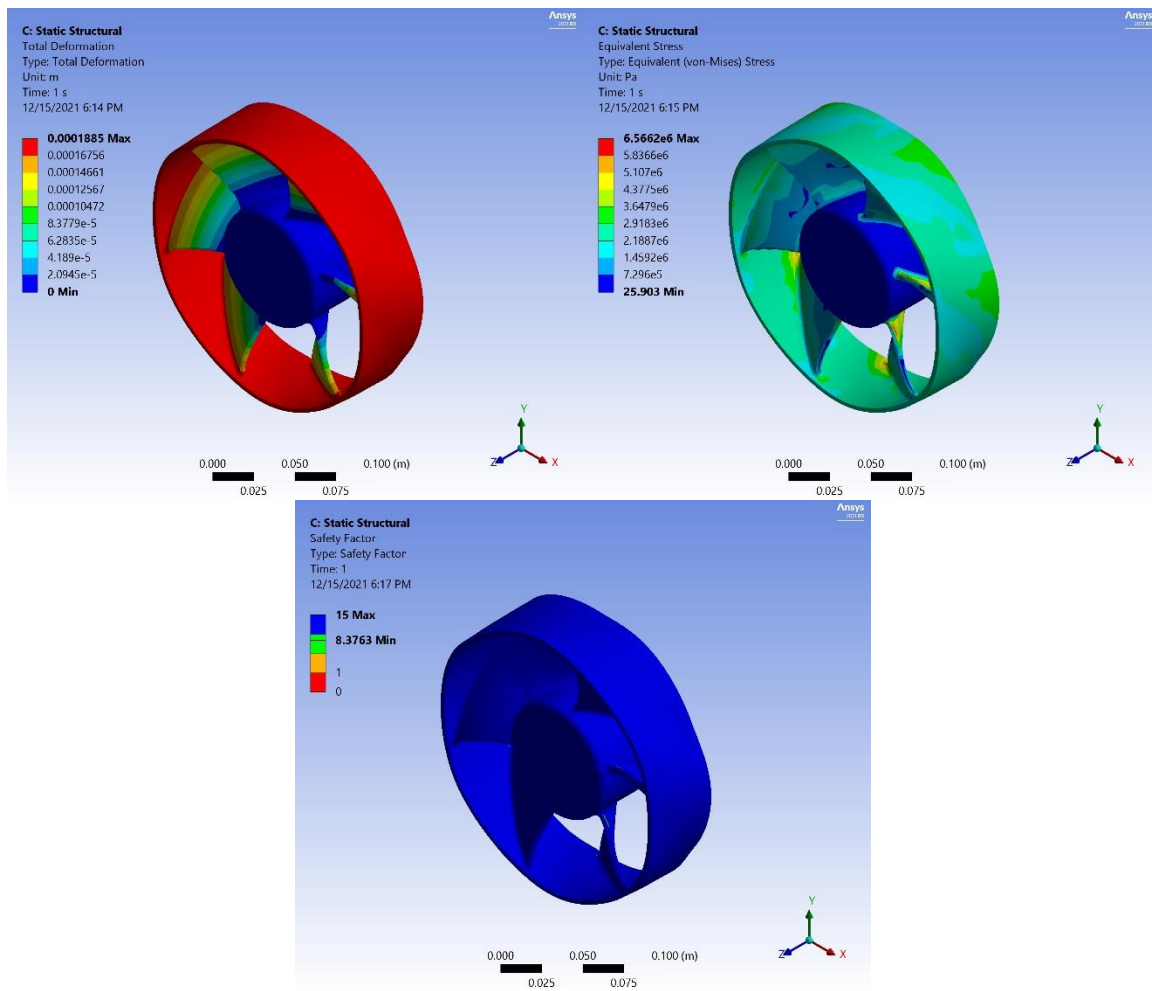 Ansys
C: Static Structural
Total Deformation
Type: Total Deformation
Unit: m
Time: 1 s
12/15/2021 6:14 PM
0.0001885 Max
0.00016756
0.00014661
0.00012567
0.00010472
8.3779e-5
6.2835e-5
4.189e-5
2.0945e-5
0 Min
Y
Z
X
0.000
0.050
0.100 (m)
0.025
0.075
Ansys
C: Static Structural
Equivalent Stress
Type: Equivalent (von-Mises) Stress
Unit: Pa
Time: 1 s
12/15/2021 6:15 PM
6.5662e6 Max
5.8366e6
5.107e6
4.3775e6
3.6479e6
2.9183e6
2.1887e6
1.4592e6
7.296e5
25.903 Min
Y
Z
X
0.000
0.050
0.100 (m)
0.025
0.075
Ansys
C: Static Structural
Safety Factor
Type: Safety Factor
Time: 1
12/15/2021 6:17 PM
15 Max
8.3763 Min
1
0
Y
Z
X
0.000
0.050
0.100 (m)
0.025
0.075